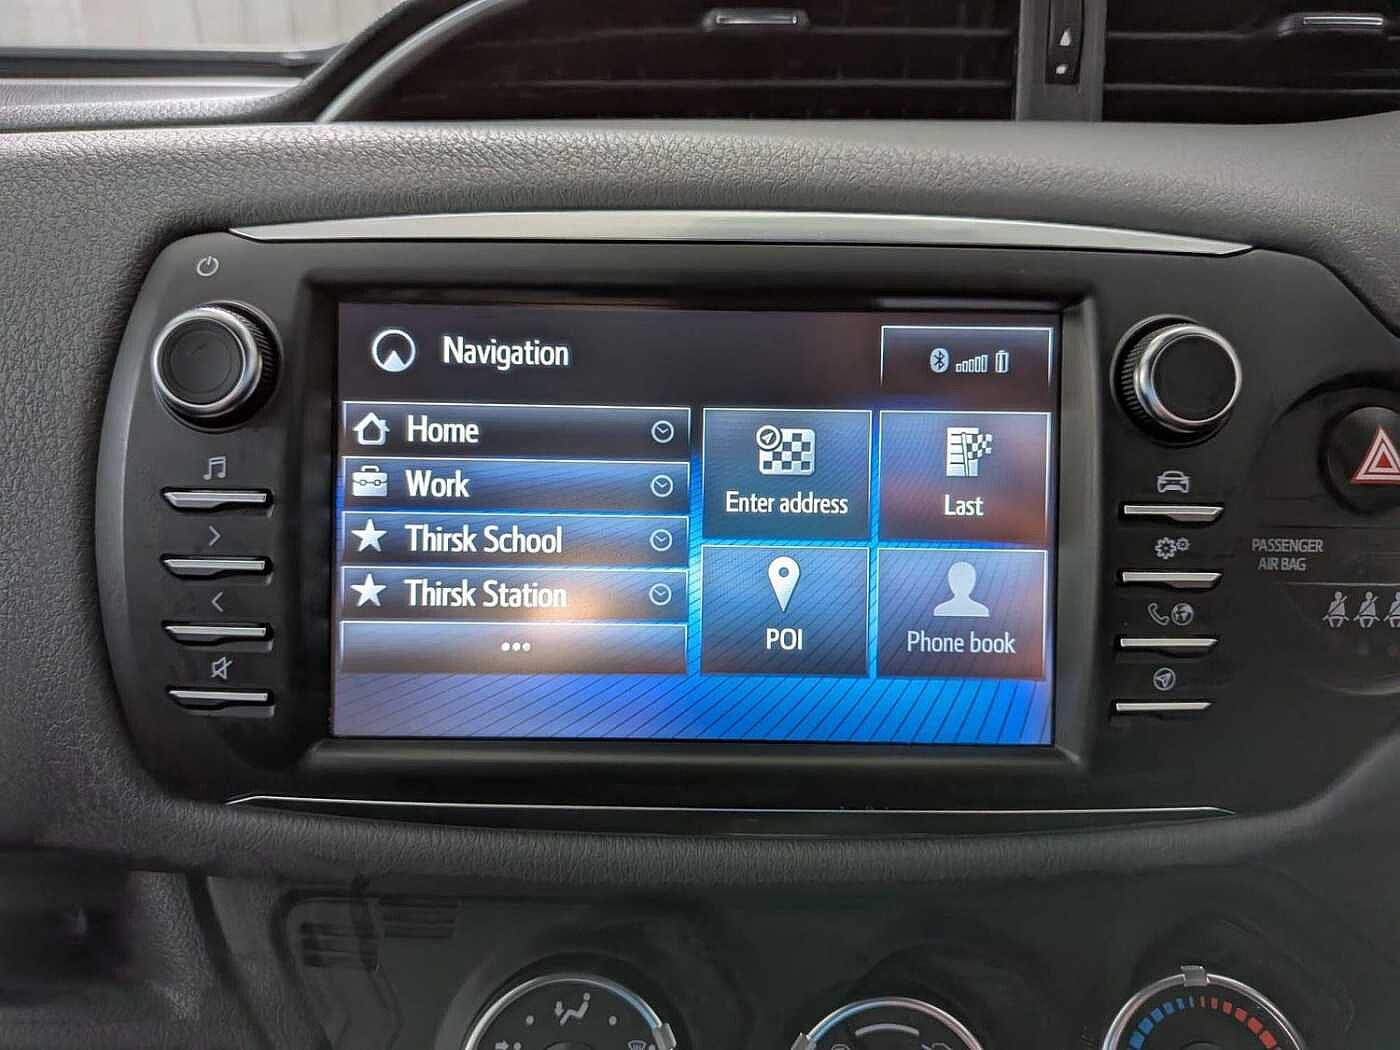 Navigation
Home
Work
Thirsk School
Thirsk Station
...
Enter address
Last
POI
Phone book
PASSENGER
AIR BAG